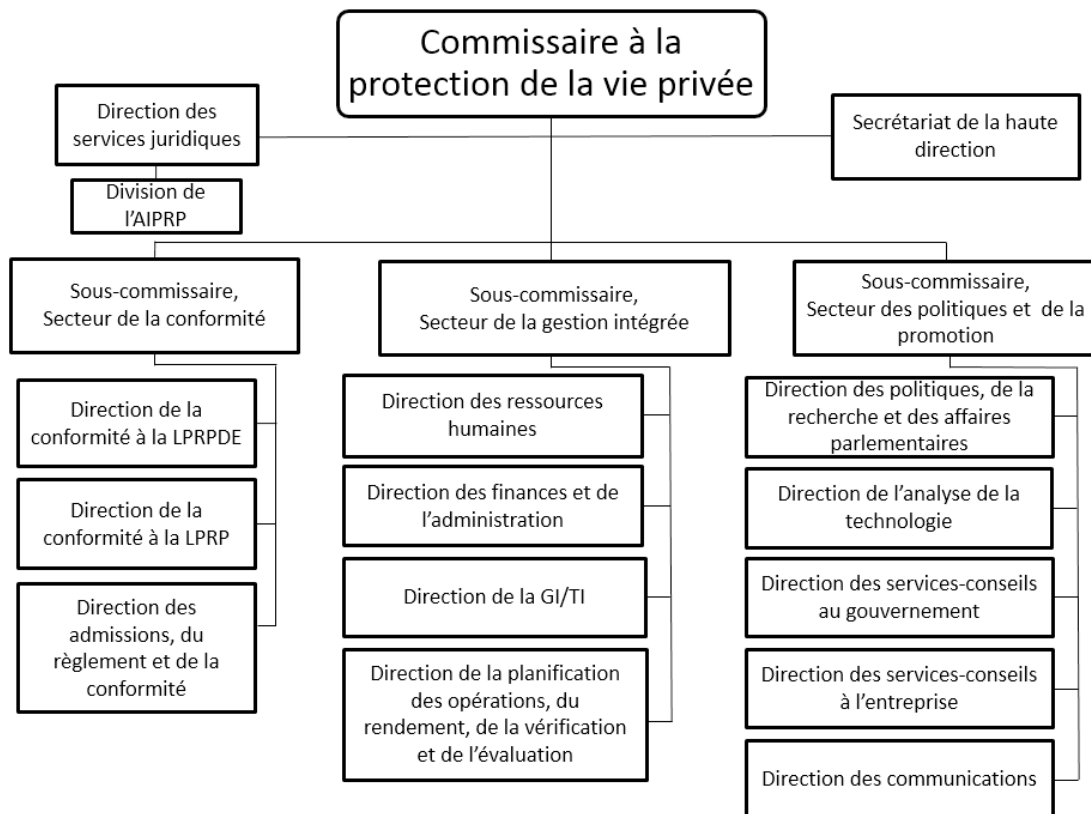 Commissaire à la
protection de la vie privée
Direction des
services juridiques
Secrétariat de la haute
direction
Division de
l'AIPRP
Sous-commissaire,
Secteur de la conformité
Direction de la
conformité à la LPRPDE
Direction de la
conformité à la LPRP
Direction des
admissions, du
règlement et de la
conformité
Sous-commissaire,
Secteur de la gestion intégrée
Direction des ressources
humaines
Direction des finances et de
l'administration
Direction de la GI/TI
Direction de la planification
des opérations, du
rendement, de la vérification
et de l'évaluation
Sous-commissaire,
Secteur des politiques et de la
promotion
Direction des politiques, de la
recherche et des affaires
parlementaires
Direction de l'analyse de la
technologie
Direction des services-conseils
au gouvernement
Direction des services-conseils
à l'entreprise
Direction des communications